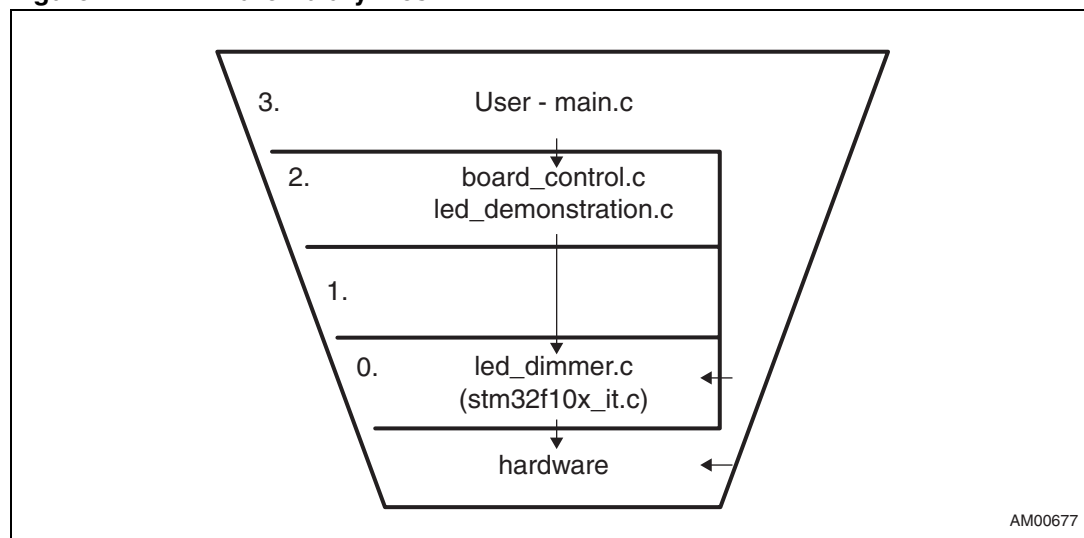 3. User - main.c
2. board_control.c
led_demonstration.c
1.
0. led_dimmer.c
(stm32f10x_it.c)
hardware
AM00677